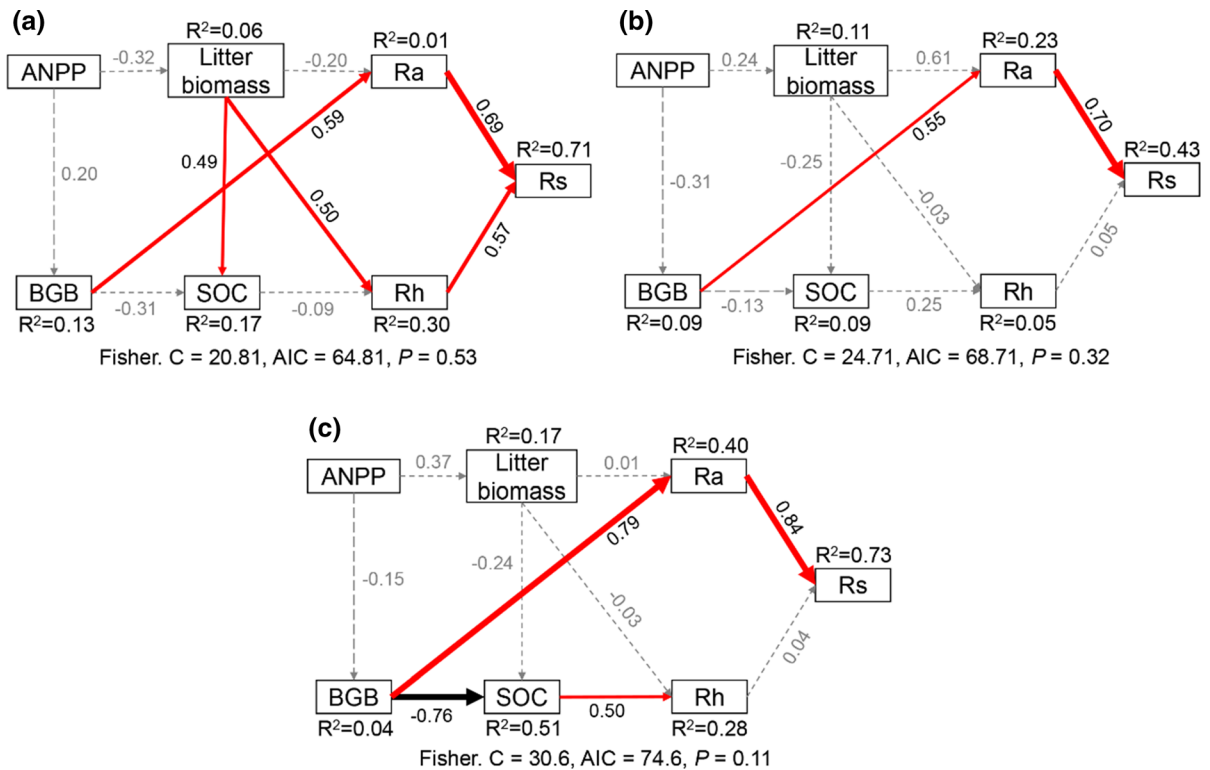 (a)
R²=0.06
R²=0.01
ANPP
-0.32
Litter
biomass
-0.20
Ra
0.59
0.69
R²=0.71
0.20
0.49
Rs
0.50
0.57
BGB
-0.31
SOC
-0.09
Rh
R²=0.13
R²=0.17
R²=0.30
Fisher. C = 20.81, AIC = 64.81, P = 0.53
(b)
R²=0.11
R²=0.23
ANPP
0.24
Litter
biomass
0.61
Ra
0.55
0.70
R²=0.43
-0.31
-0.25
Rs
-0.03
0.05
BGB
-0.13
SOC
0.25
Rh
R²=0.09
R²=0.09
R²=0.05
Fisher. C = 24.71, AIC = 68.71, P = 0.32
(c)
R²=0.17
R²=0.40
ANPP
0.37
Litter
biomass
0.01
Ra
0.79
0.84
R²=0.73
-0.15
-0.24
Rs
-0.03
0.04
BGB
-0.76
SOC
0.50
Rh
R²=0.04
R²=0.51
R²=0.28
Fisher. C = 30.6, AIC = 74.6, P = 0.11